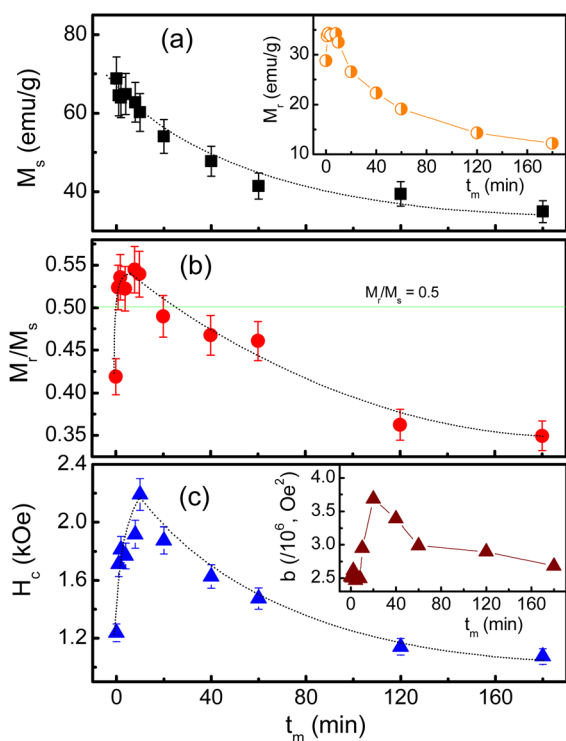 (a)
80
60
40
M_s (emu/g)
35
30
25
20
15
10
M_r (emu/g)
0 40 80 120 160
t_m (min)
(b)
0.55
0.50
0.45
0.40
0.35
M_r/M_s
M_r/M_s = 0.5
(c)
2.4
2.0
1.6
1.2
H_c (kOe)
4.0
3.5
3.0
2.5
b (/10^6, Oe^2)
0 40 80 120 160
t_m (min)
0 40 80 120 160
t_m (min)